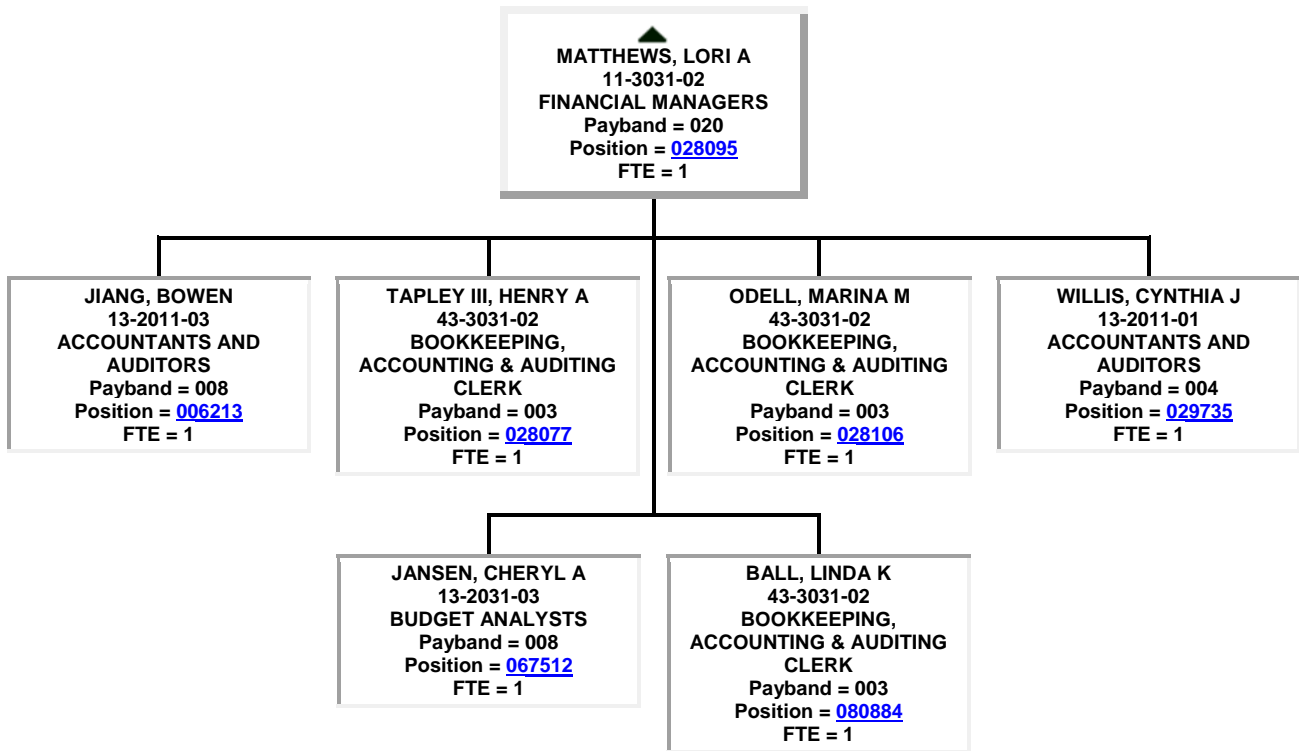 MATTHEWS, LORI A
11-3031-02
FINANCIAL MANAGERS
Payband = 020
Position = 028095
FTE = 1
JIANG, BOWEN
13-2011-03
ACCOUNTANTS AND
AUDITORS
Payband = 008
Position = 006213
FTE = 1
TAPLEY III, HENRY A
43-3031-02
BOOKKEEPING,
ACCOUNTING & AUDITING
CLERK
Payband = 003
Position = 028077
FTE = 1
ODELL, MARINA M
43-3031-02
BOOKKEEPING,
ACCOUNTING & AUDITING
CLERK
Payband = 003
Position = 028106
FTE = 1
WILLIS, CYNTHIA J
13-2011-01
ACCOUNTANTS AND
AUDITORS
Payband = 004
Position = 029735
FTE = 1
JANSEN, CHERYL A
13-2031-03
BUDGET ANALYSTS
Payband = 008
Position = 067512
FTE = 1
BALL, LINDA K
43-3031-02
BOOKKEEPING,
ACCOUNTING & AUDITING
CLERK
Payband = 003
Position = 080884
FTE = 1